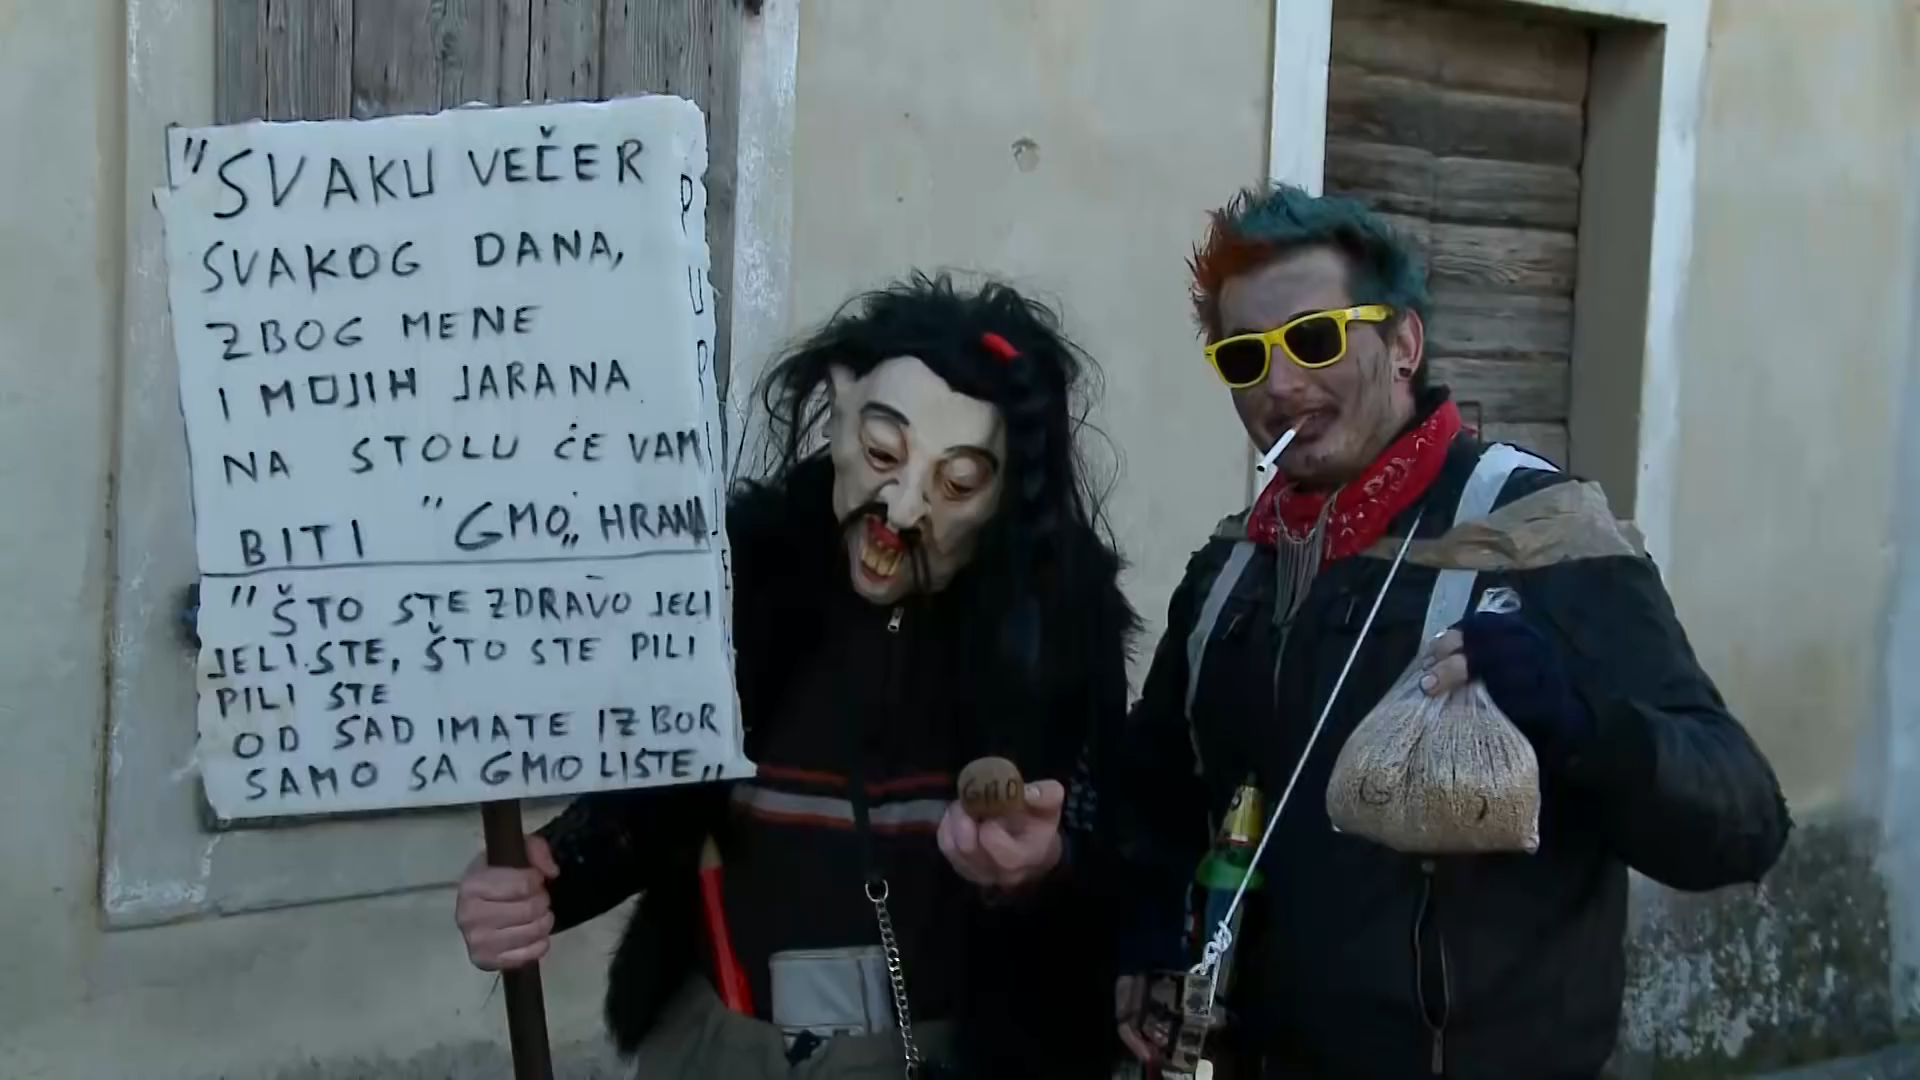 "SVAKU VEČER
SVAKOG DANA,
ZBOG MENE
I MOJIH JARANA
NA STOLU ĆE VAM
BITI "GMO„ HRANA
"ŠTO STE ZDRAVO JELI
JELI STE, ŠTO STE PILI
PILI STE
OD SAD IMATE IZBOR
SAMO SA GMO LISTE„
GMO